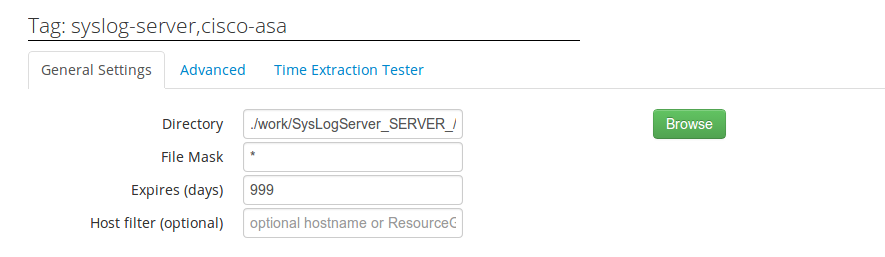 Tag: syslog-server,cisco-asa
General Settings Advanced Time Extraction Tester
Directory ./work/SysLogServer_SERVER_/ Browse
File Mask *
Expires (days) 999
Host filter (optional) optional hostname or ResourceG